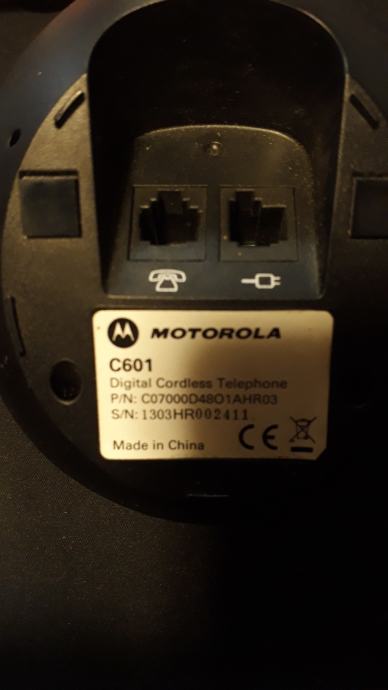 MOTOROLA
C601
Digital Cordless Telephone
P/N: C07000D48O1AHR03
S/N: 1303HR002411
Made in China
CE